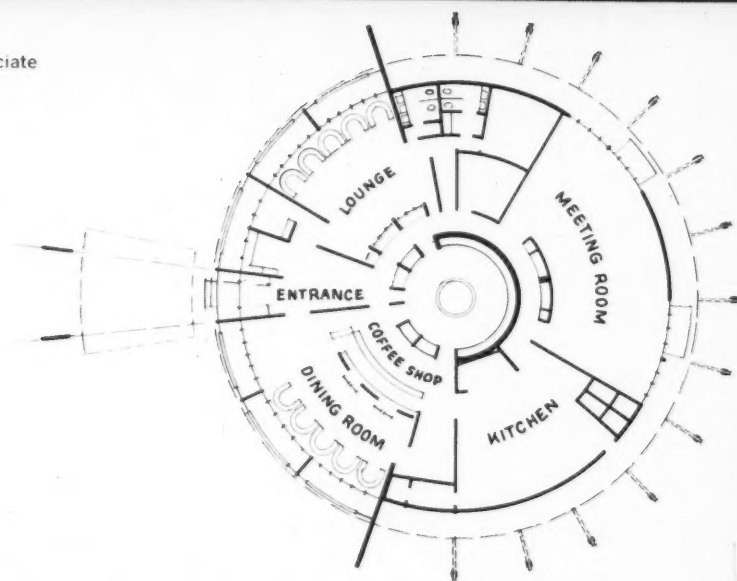 ciate
LOUNGE
MEETING ROOM
ENTRANCE
COFFEE SHOP
DINING ROOM
KITCHEN